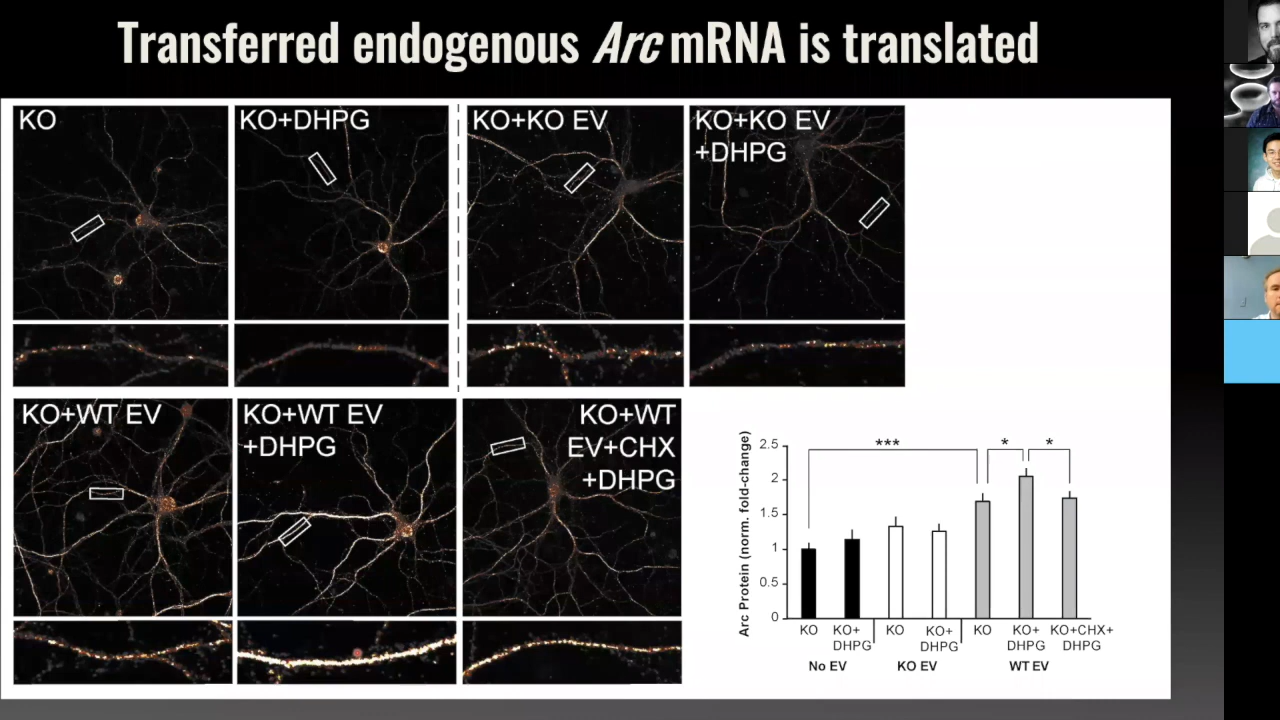 Transferred endogenous Arc mRNA is translated
KO
KO+DHPG
KO+KO EV
KO+KO EV
+DHPG
KO+WT EV
KO+WT EV
+DHPG
KO+WT
EV+CHX
+DHPG
Arc Protein (norm. fold-change)
2.5
2
1.5
1
0.5
0
***
*
*
KO
KO+
DHPG
KO
KO+
DHPG
KO
KO+
DHPG
KO+CHX+
DHPG
No EV
KO EV
WT EV